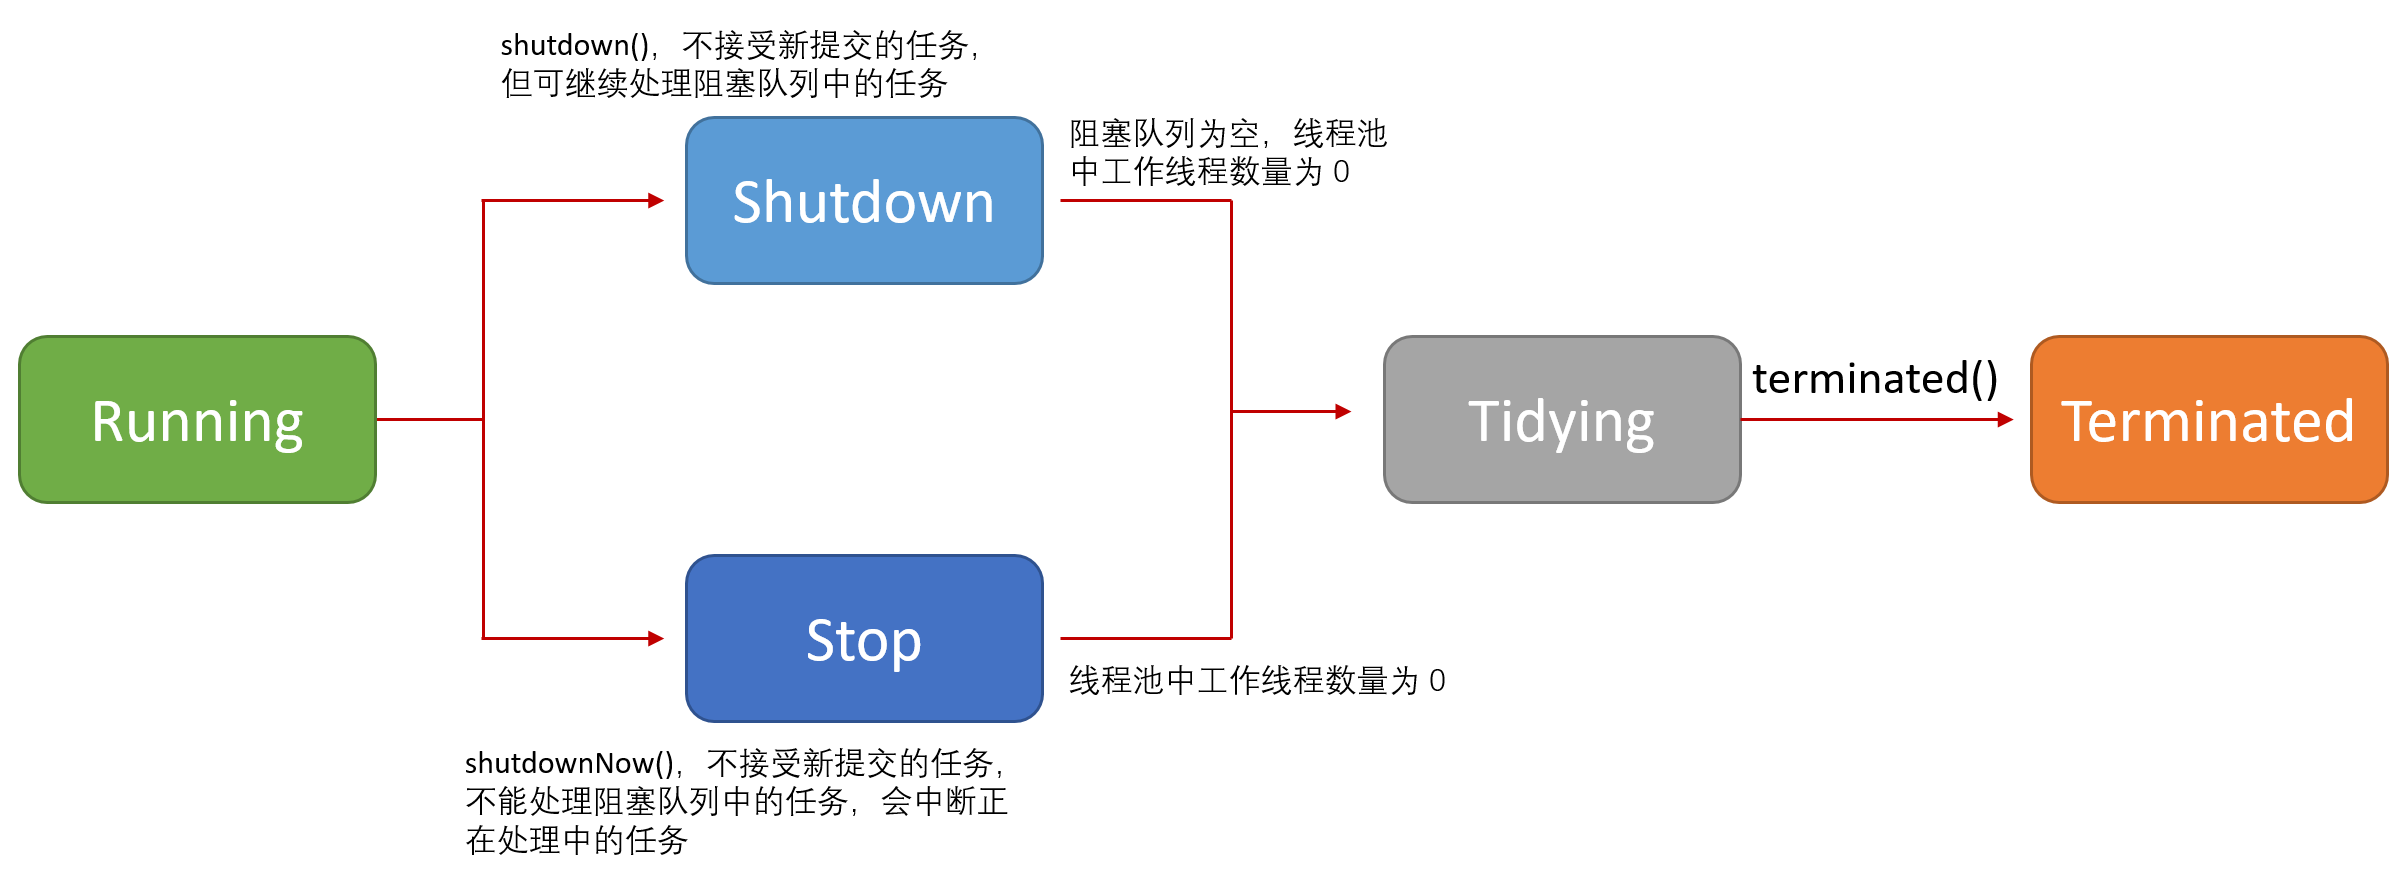 shutdown()，不接受新提交的任务，
但可继续处理阻塞队列中的任务
阻塞队列为空，线程池
中工作线程数量为 0
Shutdown
Running
Tidying
terminated()
Terminated
Stop
线程池中工作线程数量为 0
shutdownNow()，不接受新提交的任务，
不能处理阻塞队列中的任务，会中断正
在处理中的任务